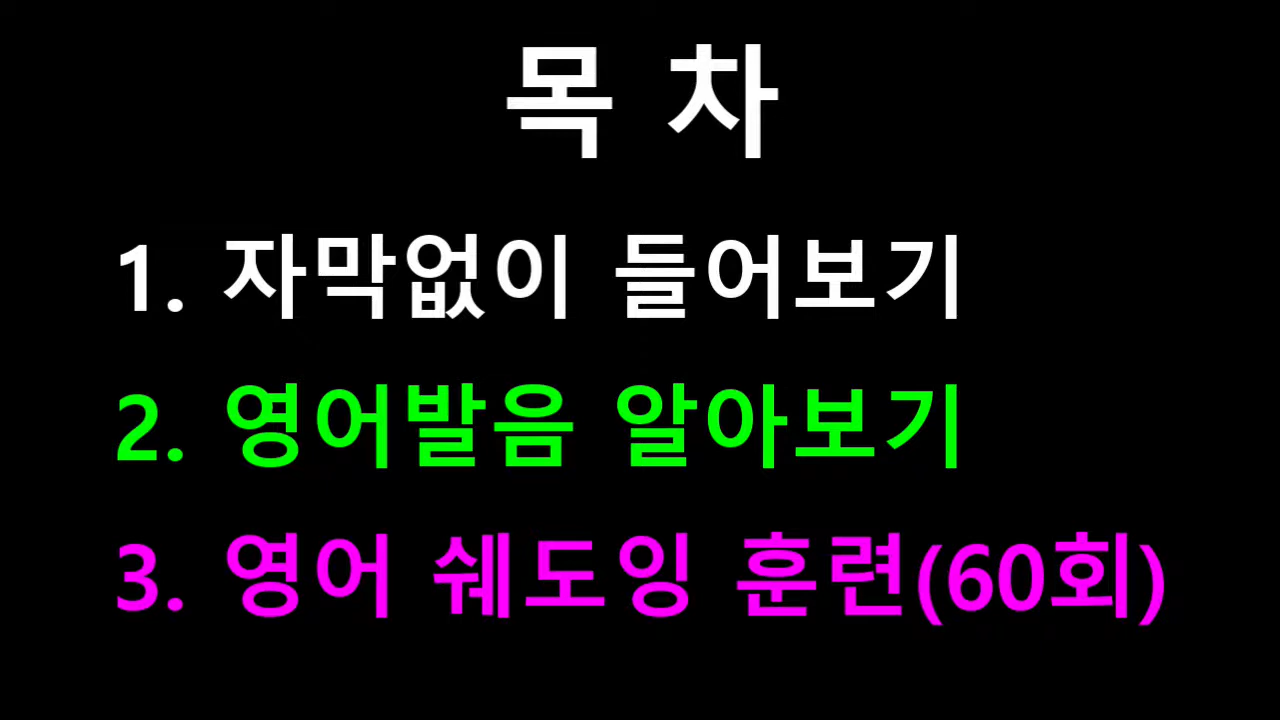 목 차
1. 자막없이 들어보기
2. 영어발음 알아보기
3. 영어 쉐도잉 훈련(60회)